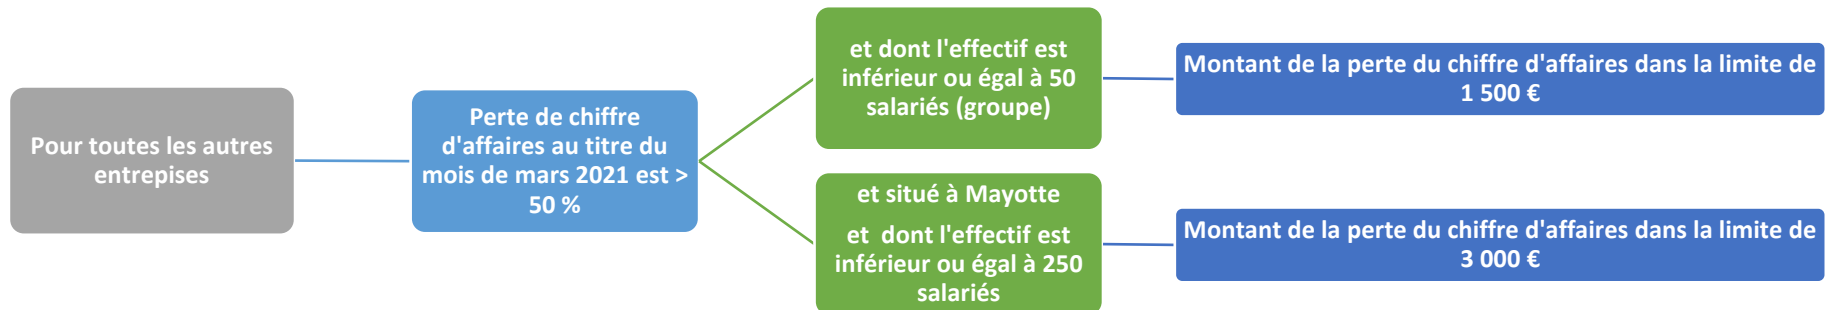 Pour toutes les autres
entrepises
Perte de chiffre
d'affaires au titre du
mois de mars 2021 est >
50 %
et dont l'effectif est
inférieur ou égal à 50
salariés (groupe)
Montant de la perte du chiffre d'affaires dans la limite de
1 500 €
et situé à Mayotte
et dont l'effectif est
inférieur ou égal à 250
salariés
Montant de la perte du chiffre d'affaires dans la limite de
3 000 €